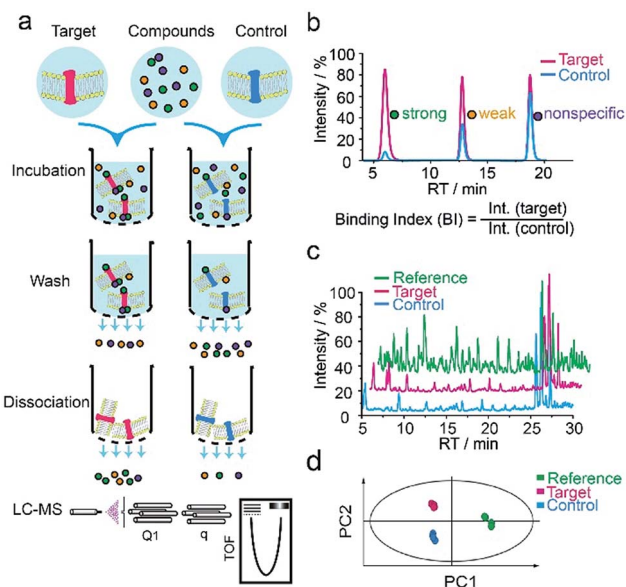 a
Target
Compounds
Control
Incubation
Wash
Dissociation
LC-MS
Q1
q
TOF
b
Intensity / %
100
80
60
40
20
0
Target
Control
strong
weak
nonspecific
5
10
15
20
RT / min
Binding Index (BI) = Int. (target)
Int. (control)
c
Reference
Target
Control
Intensity / %
100
80
60
40
20
0
5
10
15
20
25
30
RT / min
d
Reference
Target
Control
PC2
PC1